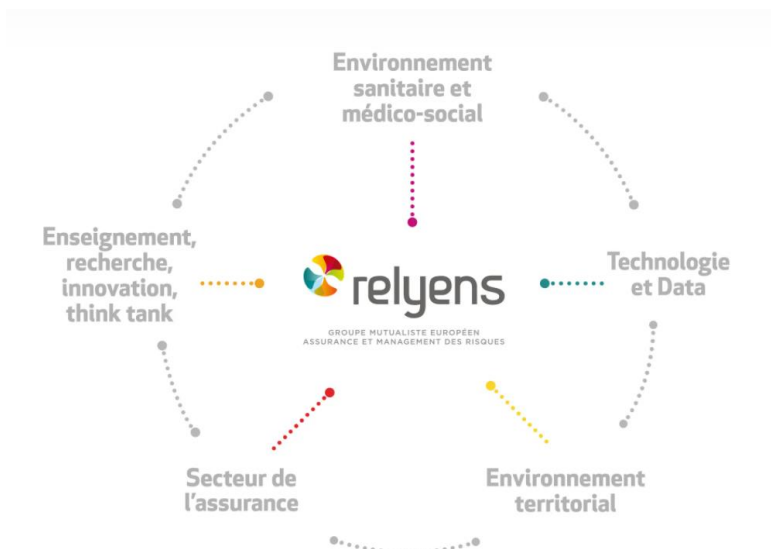 Environnement
sanitaire et
médico-social
Enseignement,
recherche,
innovation,
think tank
relyens
GROUPE MUTUALISTE EUROPÉEN
ASSURANCE ET MANAGEMENT DES RISQUES
Technologie
et Data
Secteur de
l'assurance
Environnement
territorial